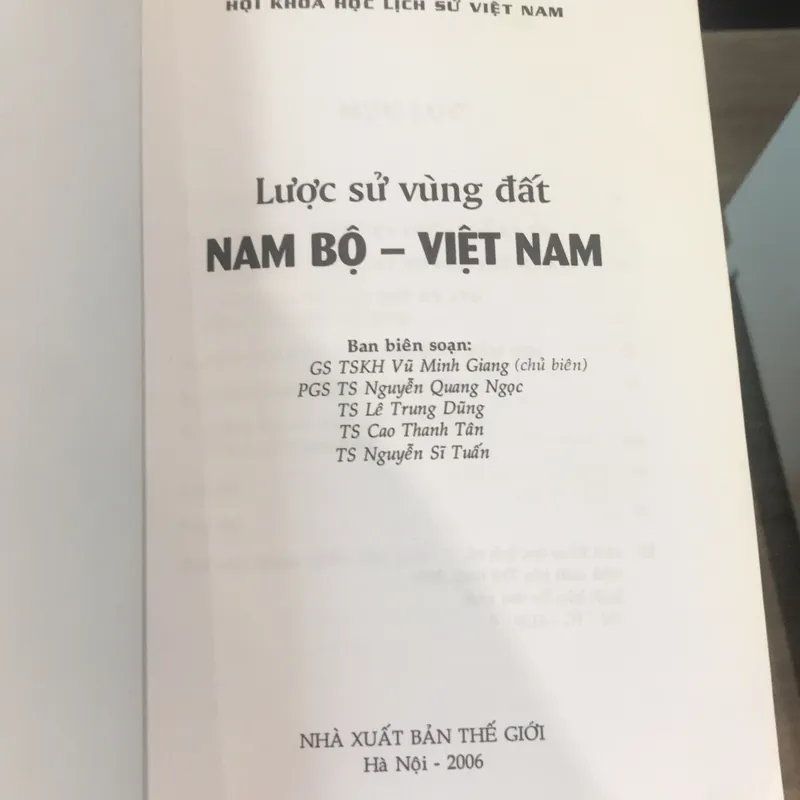 HỘI KHOA HỌC LỊCH SỬ VIỆT NAM
Lược sử vùng đất
NAM BỘ – VIỆT NAM
Ban biên soạn:
GS TSKH Vũ Minh Giang (chủ biên)
PGS TS Nguyễn Quang Ngọc
TS Lê Trung Dũng
TS Cao Thanh Tân
TS Nguyễn Sĩ Tuấn
NHÀ XUẤT BẢN THẾ GIỚI
Hà Nội - 2006